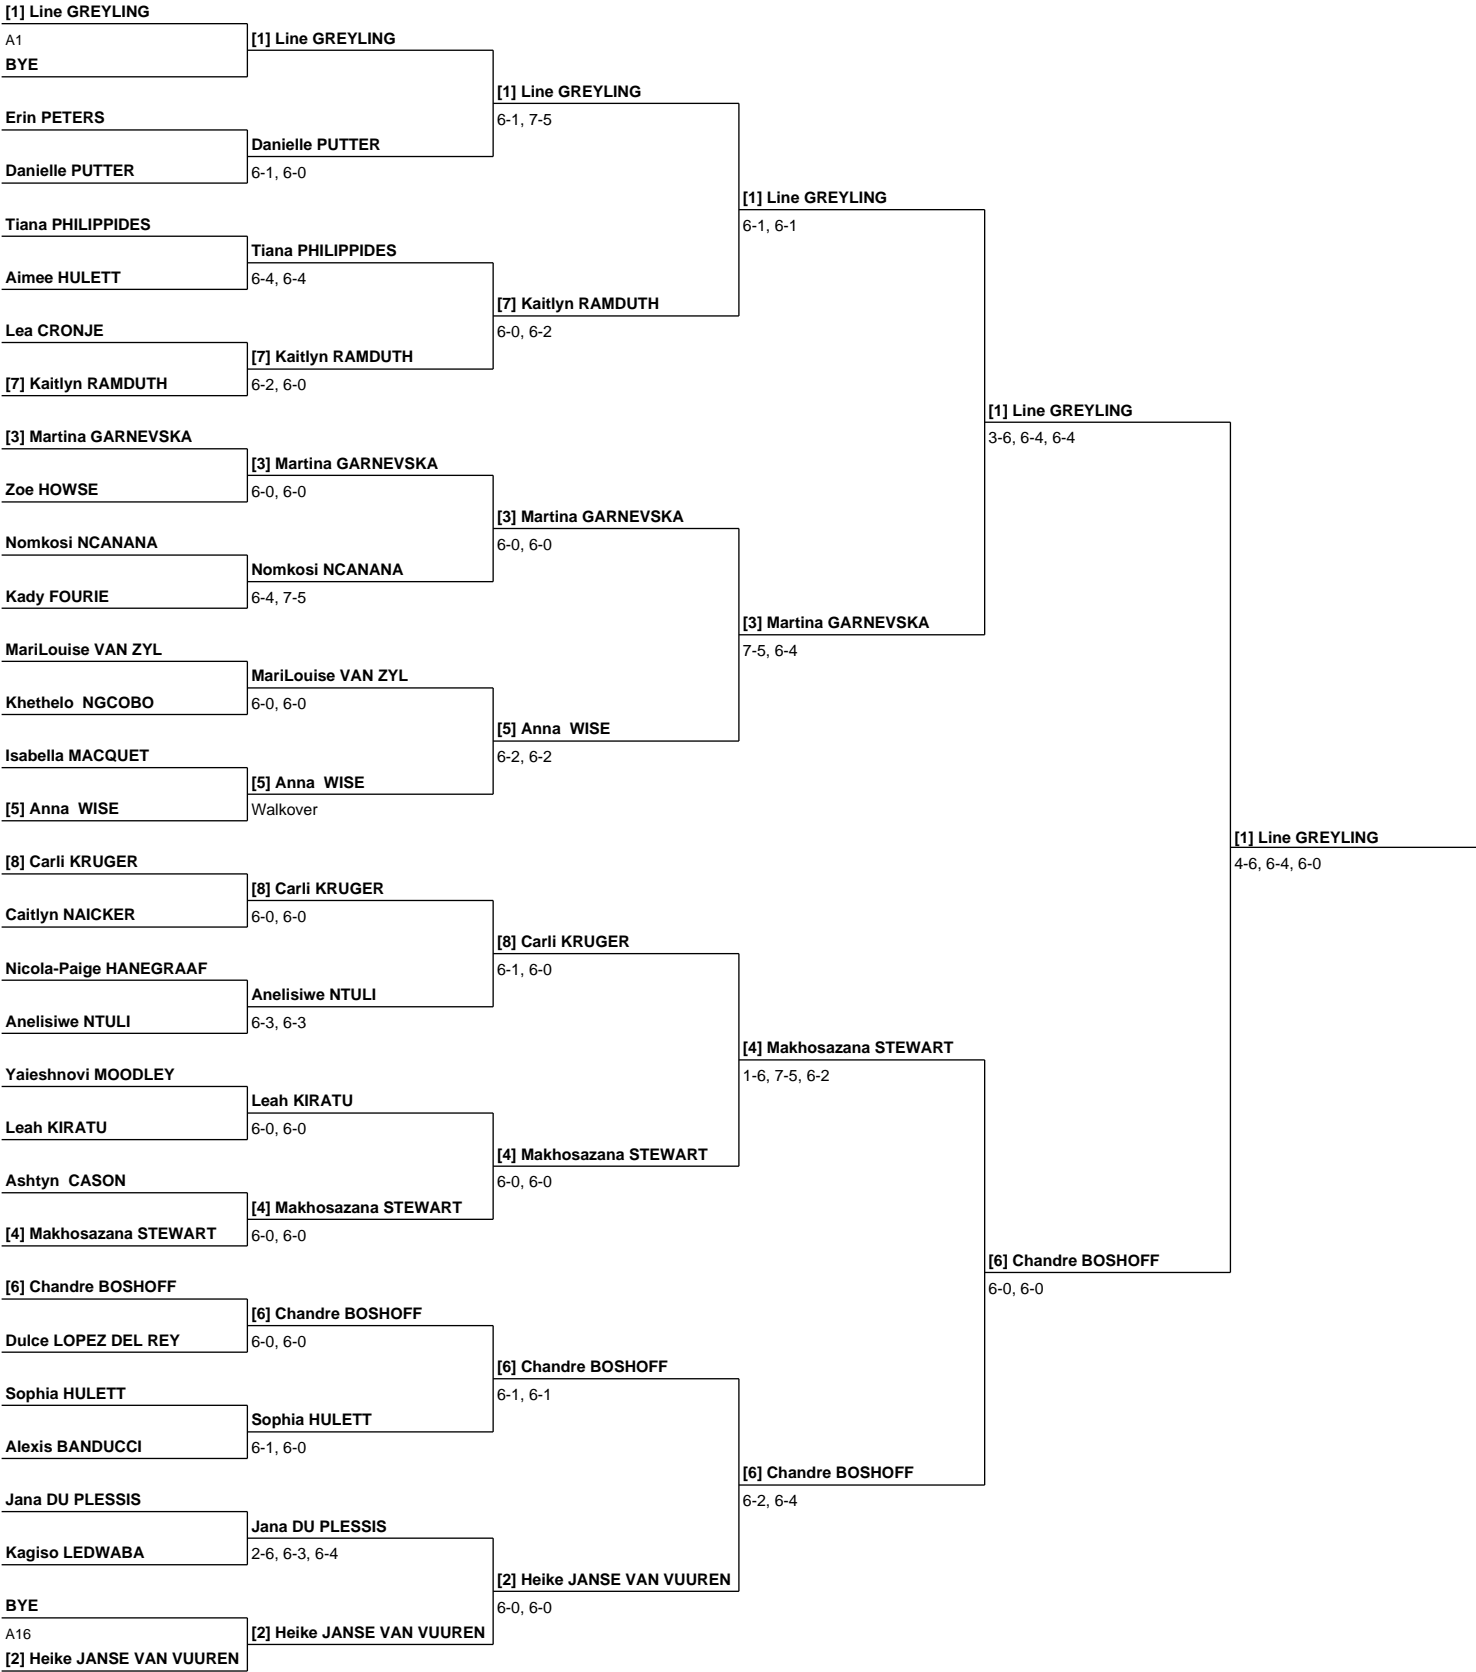 [1] Line GREYLING
A1
BYE
Erin PETERS
Danielle PUTTER
Tiana PHILIPPIDES
Aimee HULETT
Lea CRONJE
[7] Kaitlyn RAMDUTH
[3] Martina GARNEVSKA
Zoe HOWSE
Nomkosi NCANANA
Kady FOURIE
MariLouise VAN ZYL
Khethelo  NGCOBO
Isabella MACQUET
[5] Anna  WISE
[8] Carli KRUGER
Caitlyn NAICKER
Nicola-Paige HANEGRAAF
Anelisiwe NTULI
Yaieshnovi MOODLEY
Leah KIRATU
Ashtyn  CASON
[4] Makhosazana STEWART
[6] Chandre BOSHOFF
Dulce LOPEZ DEL REY
Sophia HULETT
Alexis BANDUCCI
Jana DU PLESSIS
Kagiso LEDWABA
BYE
A16
[2] Heike JANSE VAN VUUREN
[1] Line GREYLING
Danielle PUTTER
6-1, 6-0
Tiana PHILIPPIDES
6-4, 6-4
[7] Kaitlyn RAMDUTH
6-2, 6-0
[3] Martina GARNEVSKA
6-0, 6-0
Nomkosi NCANANA
6-4, 7-5
MariLouise VAN ZYL
6-0, 6-0
[5] Anna  WISE
Walkover
[8] Carli KRUGER
6-0, 6-0
Anelisiwe NTULI
6-3, 6-3
Leah KIRATU
6-0, 6-0
[4] Makhosazana STEWART
6-0, 6-0
[6] Chandre BOSHOFF
6-0, 6-0
Sophia HULETT
6-1, 6-0
Jana DU PLESSIS
2-6, 6-3, 6-4
[2] Heike JANSE VAN VUUREN
[1] Line GREYLING
6-1, 7-5
[7] Kaitlyn RAMDUTH
6-0, 6-2
[3] Martina GARNEVSKA
6-0, 6-0
[5] Anna  WISE
6-2, 6-2
[8] Carli KRUGER
6-1, 6-0
[4] Makhosazana STEWART
6-0, 6-0
[6] Chandre BOSHOFF
6-1, 6-1
[2] Heike JANSE VAN VUUREN
6-0, 6-0
[1] Line GREYLING
6-1, 6-1
[3] Martina GARNEVSKA
7-5, 6-4
[4] Makhosazana STEWART
1-6, 7-5, 6-2
[6] Chandre BOSHOFF
6-2, 6-4
[1] Line GREYLING
3-6, 6-4, 6-4
[6] Chandre BOSHOFF
6-0, 6-0
[1] Line GREYLING
4-6, 6-4, 6-0